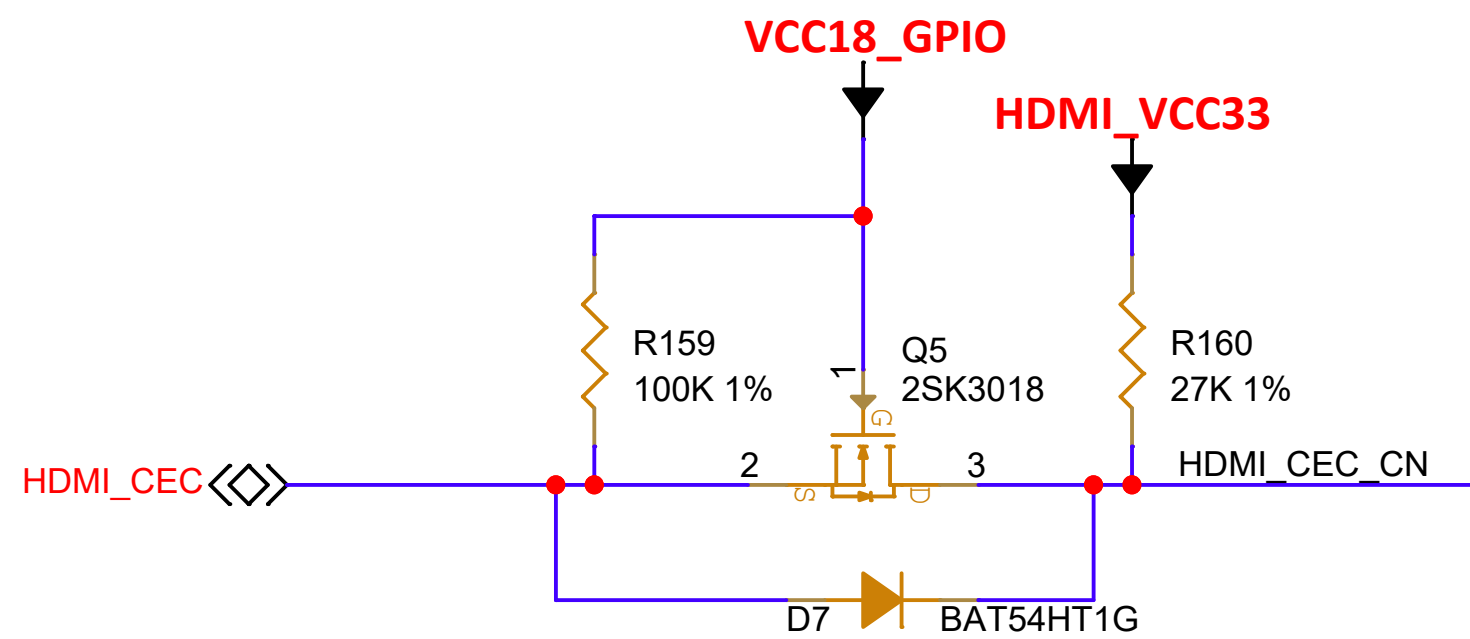 VCC18_GPIO
HDMI_VCC33
R159
100K 1%
1
Q5
2SK3018
R160
27K 1%
G
HDMI_CEC
2
3
HDMI_CEC_CN
S
D
D7
BAT54HT1G